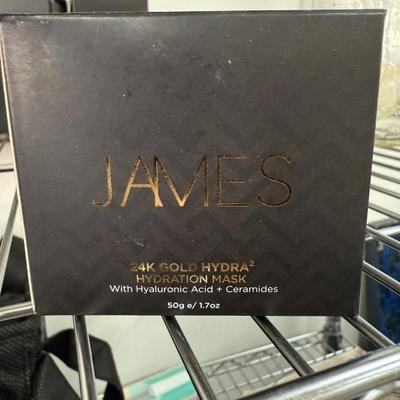 JAMES
24K GOLD HYDRA²
HYDRATION MASK
With Hyaluronic Acid + Ceramides
50g e/ 1.7oz